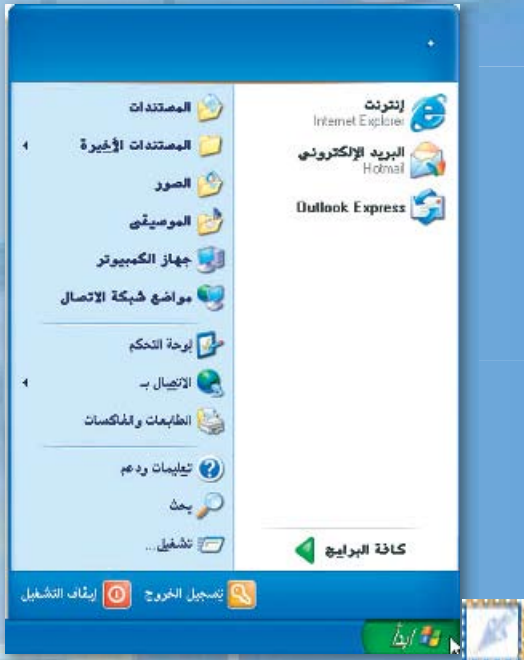 إنترنت
Internet Explorer
البريد الإلكتروني
Hotmail
Outlook Express
كافة البرامج
المستندات
المستندات الأخيرة
الصور
الموسيقى
جهاز الكمبيوتر
مواضع شبكة الاتصال
لوحة التحكم
الاتصال بـ
الطابعات والفاكسات
تعليمات ودعم
بحث
تشغيل...
تسجيل الخروج
إيقاف التشغيل
ابدأ